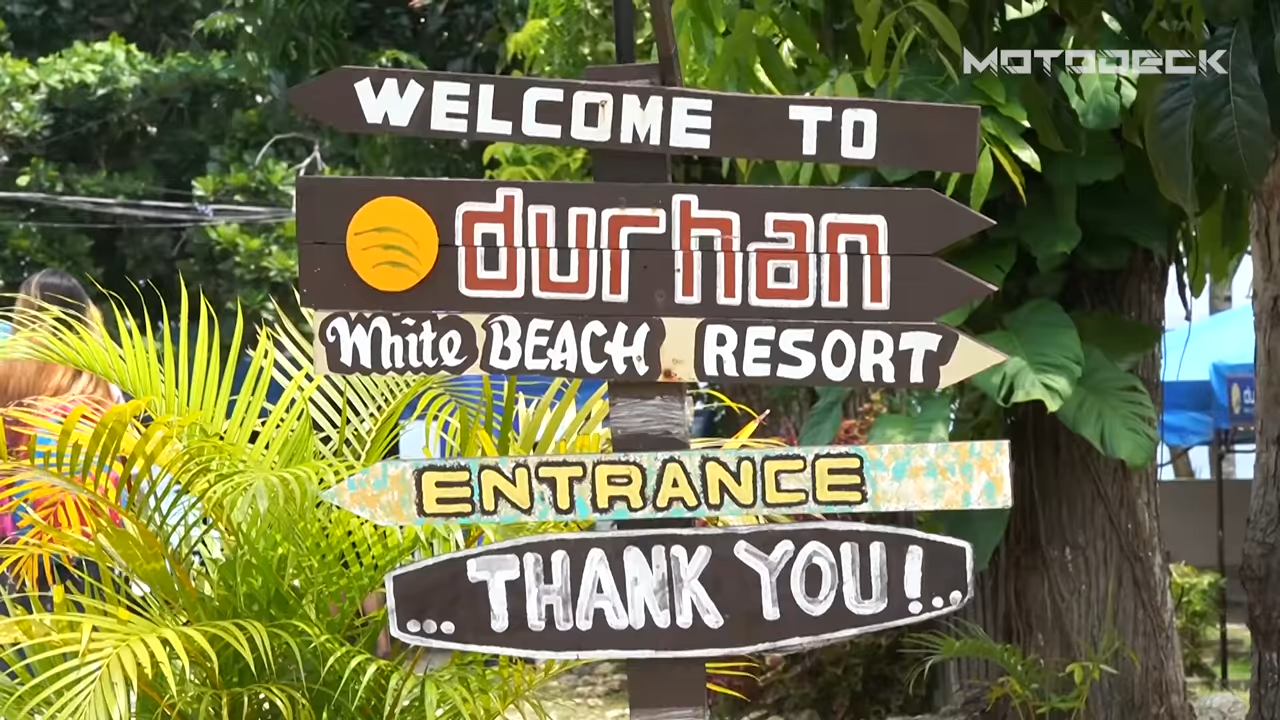 MOTODECK
WELCOME TO
durhan
White BEACH RESORT
ENTRANCE
...THANK YOU!..